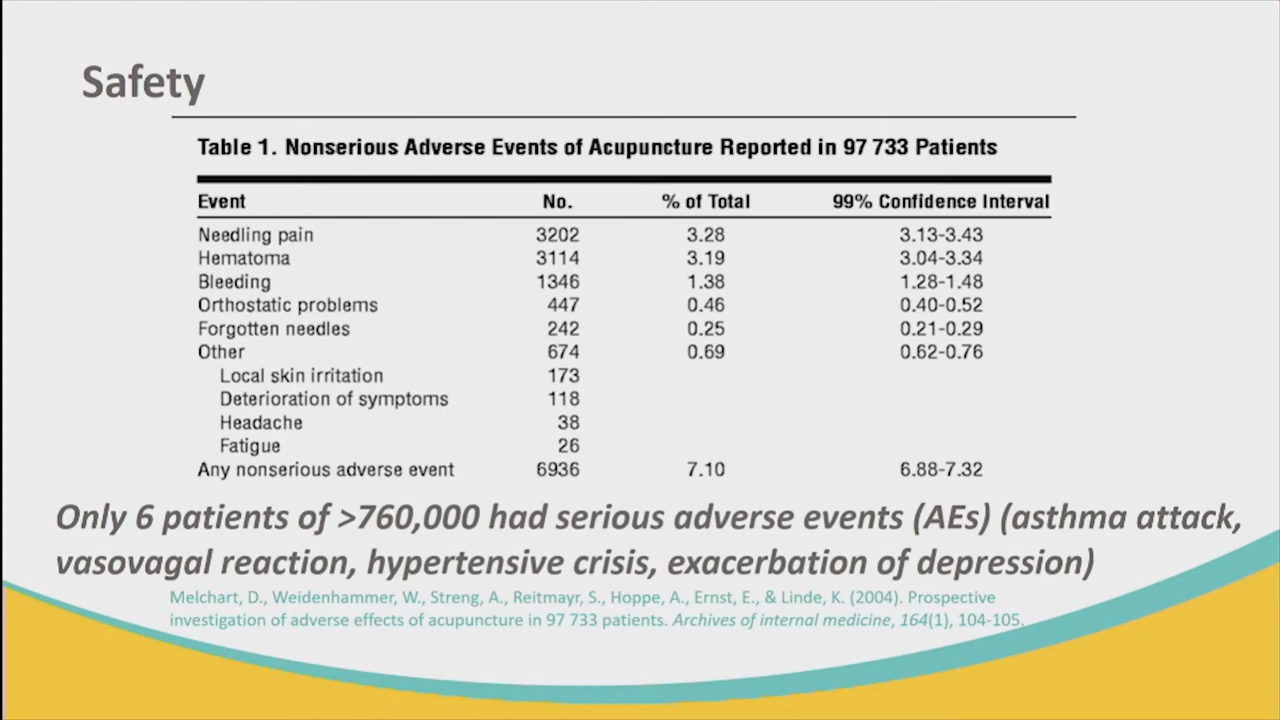 Safety
Table 1. Nonserious Adverse Events of Acupuncture Reported in 97 733 Patients
Event No. % of Total 99% Confidence Interval
Needling pain 3202 3.28 3.13-3.43
Hematoma 3114 3.19 3.04-3.34
Bleeding 1346 1.38 1.28-1.48
Orthostatic problems 447 0.46 0.40-0.52
Forgotten needles 242 0.25 0.21-0.29
Other 674 0.69 0.62-0.76
Local skin irritation 173
Deterioration of symptoms 118
Headache 38
Fatigue 26
Any nonserious adverse event 6936 7.10 6.88-7.32
Only 6 patients of >760,000 had serious adverse events (AEs) (asthma attack,
vasovagal reaction, hypertensive crisis, exacerbation of depression)
Melchart, D., Weidenhammer, W., Streng, A., Reitmayr, S., Hoppe, A., Ernst, E., & Linde, K. (2004). Prospective
investigation of adverse effects of acupuncture in 97 733 patients. Archives of internal medicine, 164(1), 104-105.